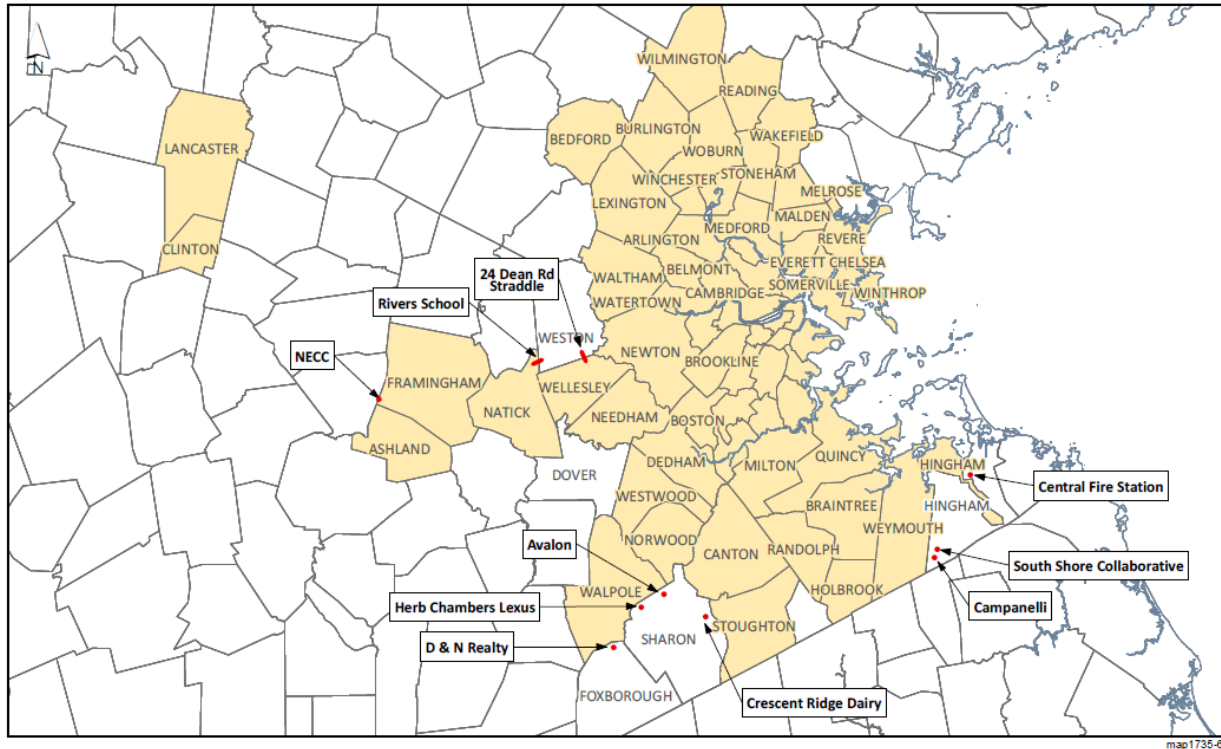 N
WILMINGTON
READING
BEDFORD
BURLINGTON
WAKEFIELD
LANCASTER
WOBURN
WINCHESTER
STONEHAM
MELROSE
LEXINGTON
MALDEN
MEDFORD
ARLINGTON
REVERE
CLINTON
EVERETT
CHELSEA
BELMONT
WALTHAM
SOMERVILLE
CAMBRIDGE
WINTHROP
WATERTOWN
24 Dean Rd
Straddle
Rivers School
WESTON
NEWTON
BROOKLINE
NECC
FRAMINGHAM
WELLESLEY
NATICK
NEEDHAM
BOSTON
ASHLAND
DEDHAM
QUINCY
MILTON
HINGHAM
DOVER
Central Fire Station
WESTWOOD
BRAINTREE
HINGHAM
WEYMOUTH
Avalon
NORWOOD
CANTON
RANDOLPH
South Shore Collaborative
WALPOLE
HOLBROOK
Herb Chambers Lexus
Campanelli
STOUGHTON
SHARON
D & N Realty
FOXBOROUGH
Crescent Ridge Dairy
map1735-6